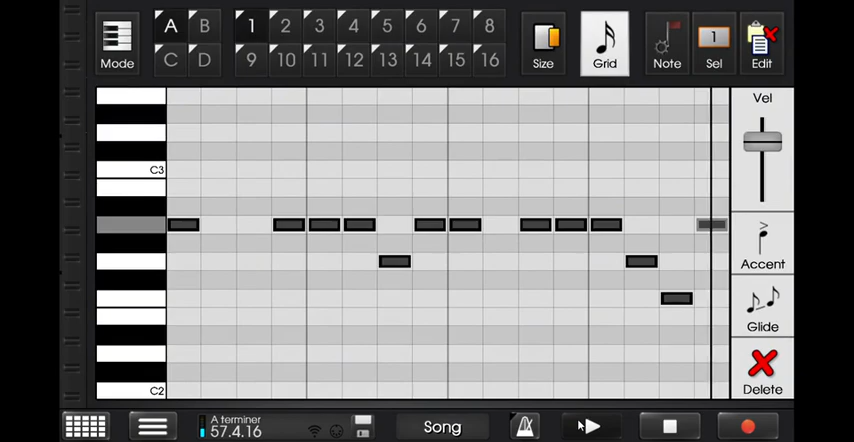 A B 1 2 3 4 5 6 7 8
Mode C D 9 10 11 12 13 14 15 16 Size Grid Note 1 Sel Edit
Vel
C3
Accent
Glide
C2 Delete
A terminer
57.4.16 Song